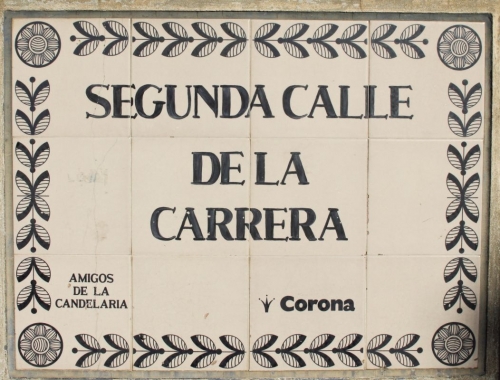 SEGUNDA CALLE
DE LA
CARRERA
AMIGOS
DE LA
CANDELARIA
Corona